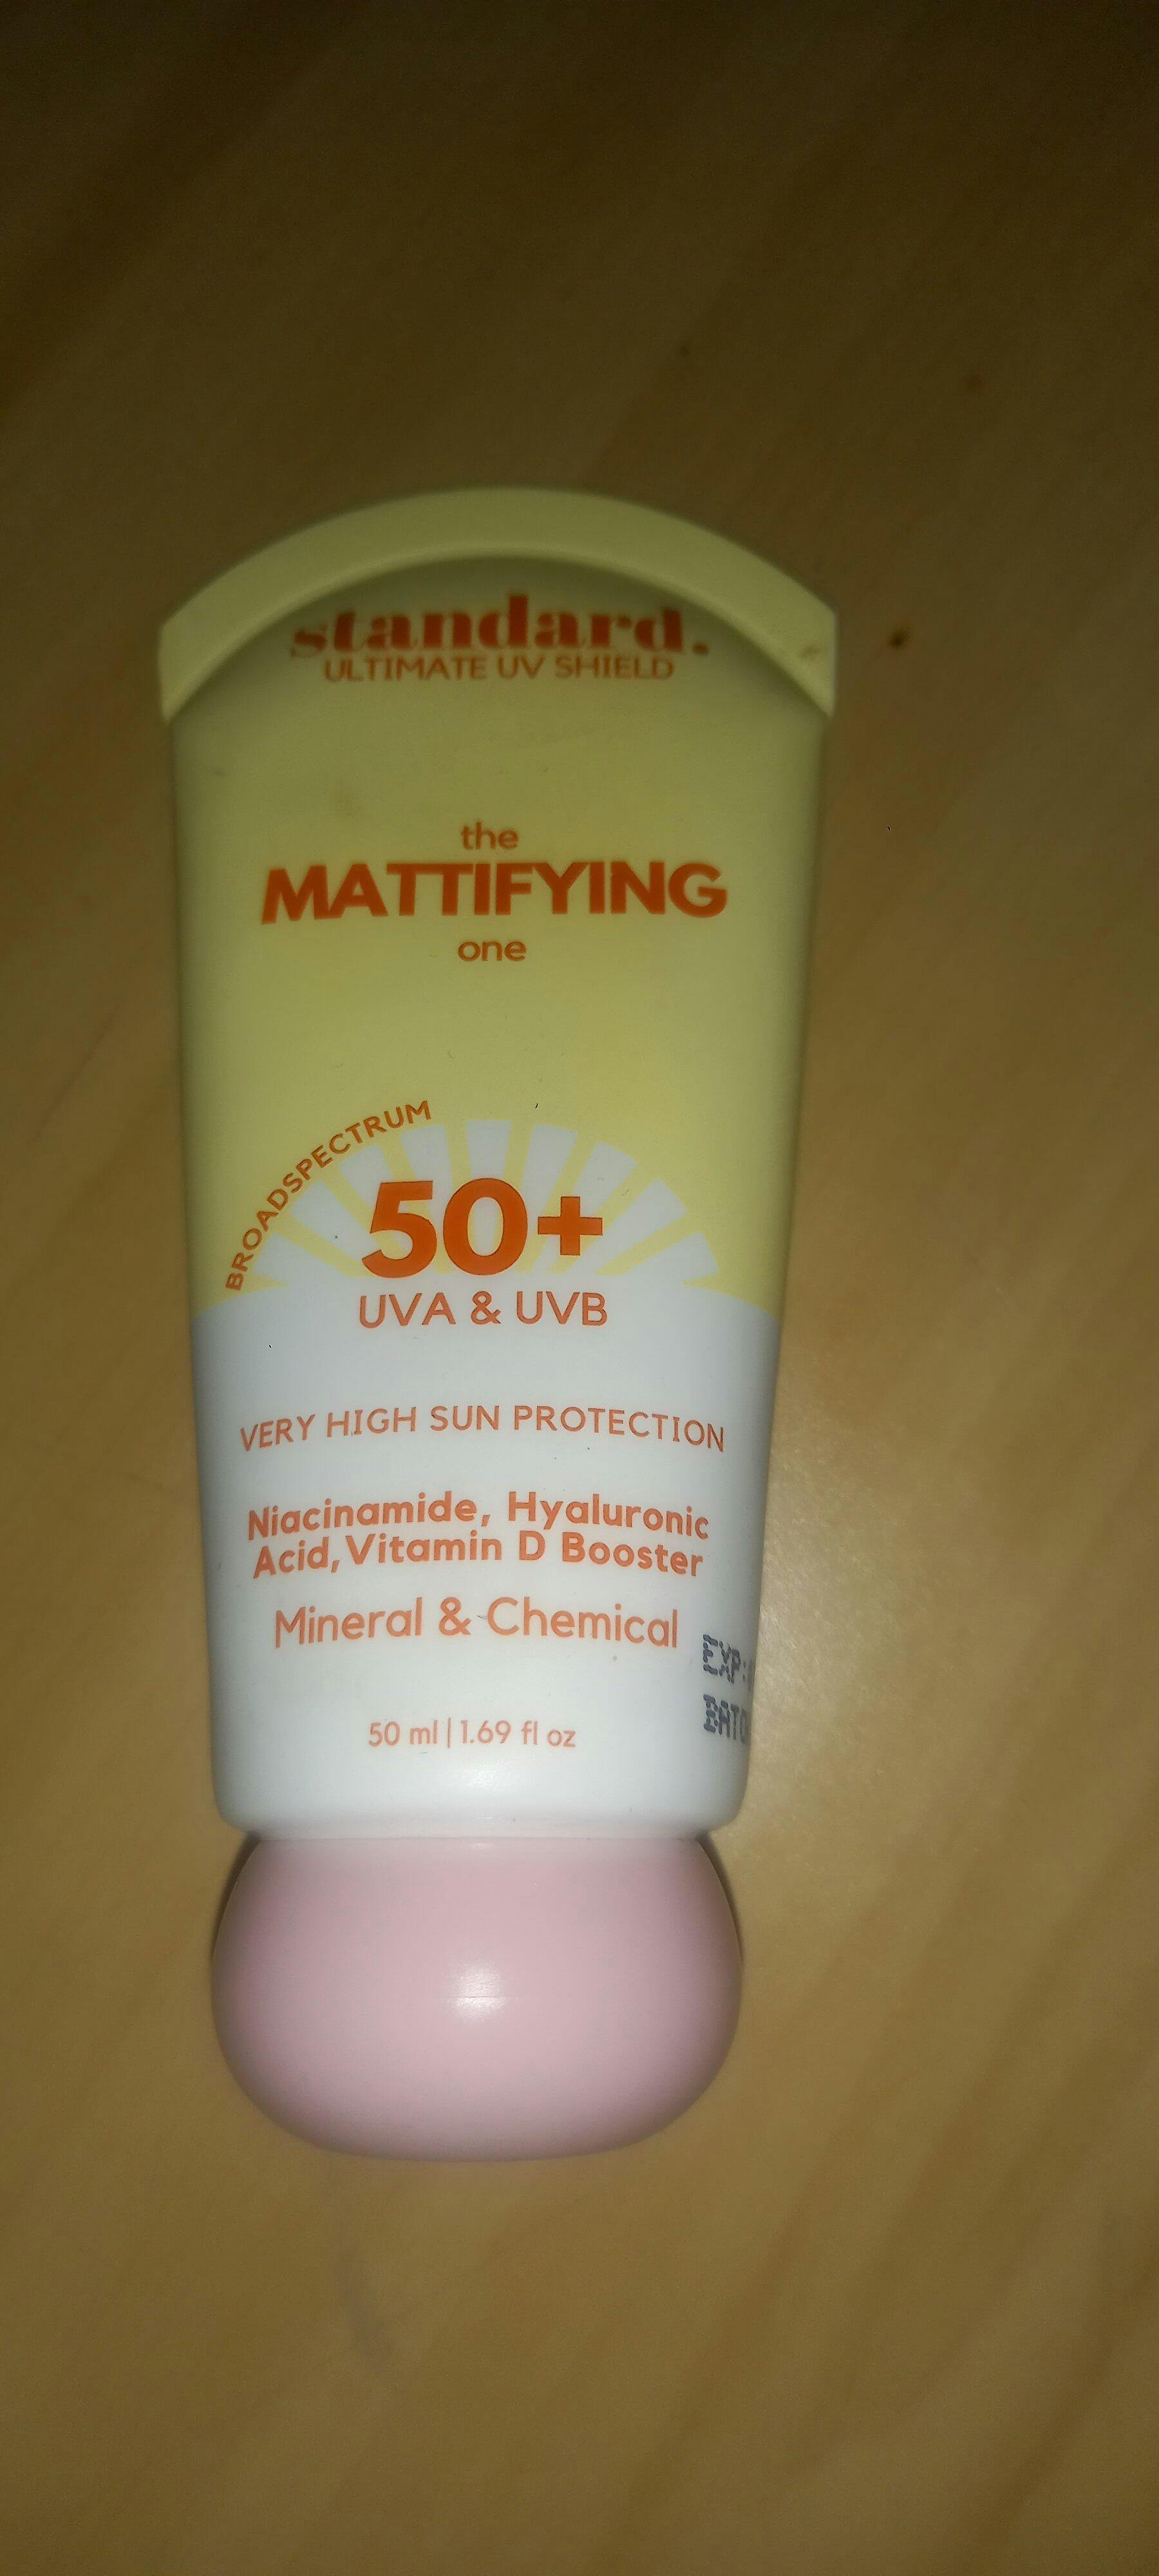 standard.
ULTIMATE UV SHIELD
the
MATTIFYING
one
BROADSPECTRUM
50+
UVA & UVB
VERY HIGH SUN PROTECTION
Niacinamide, Hyaluronic
Acid, Vitamin D Booster
Mineral & Chemical
EXP:
50 ml | 1.69 fl oz